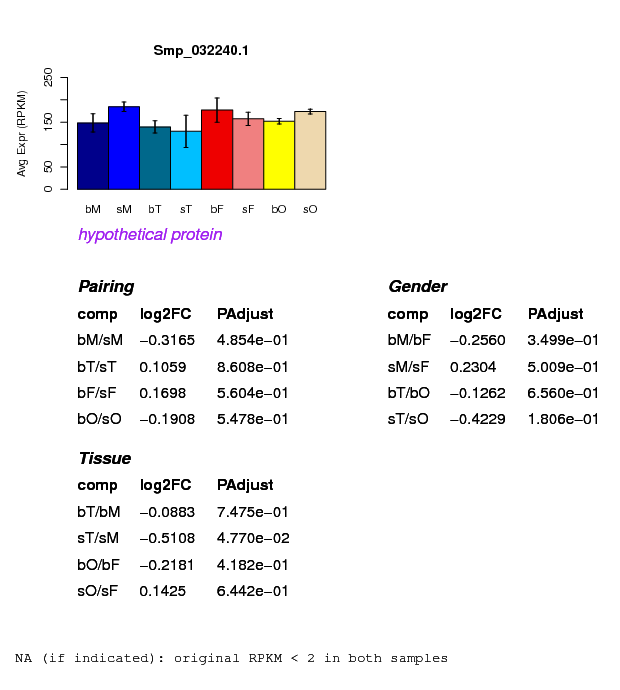 Smp_032240.1
Avg Expr (RPKM)
0 50 150 250
bM sM bT sT bF sF bO sO
hypothetical protein
Pairing
comp log2FC PAdjust
bM/sM −0.3165 4.854e−01
bT/sT 0.1059 8.608e−01
bF/sF 0.1698 5.604e−01
bO/sO −0.1908 5.478e−01
Gender
comp log2FC PAdjust
bM/bF −0.2560 3.499e−01
sM/sF 0.2304 5.009e−01
bT/bO −0.1262 6.560e−01
sT/sO −0.4229 1.806e−01
Tissue
comp log2FC PAdjust
bT/bM −0.0883 7.475e−01
sT/sM −0.5108 4.770e−02
bO/bF −0.2181 4.182e−01
sO/sF 0.1425 6.442e−01
NA (if indicated): original RPKM < 2 in both samples